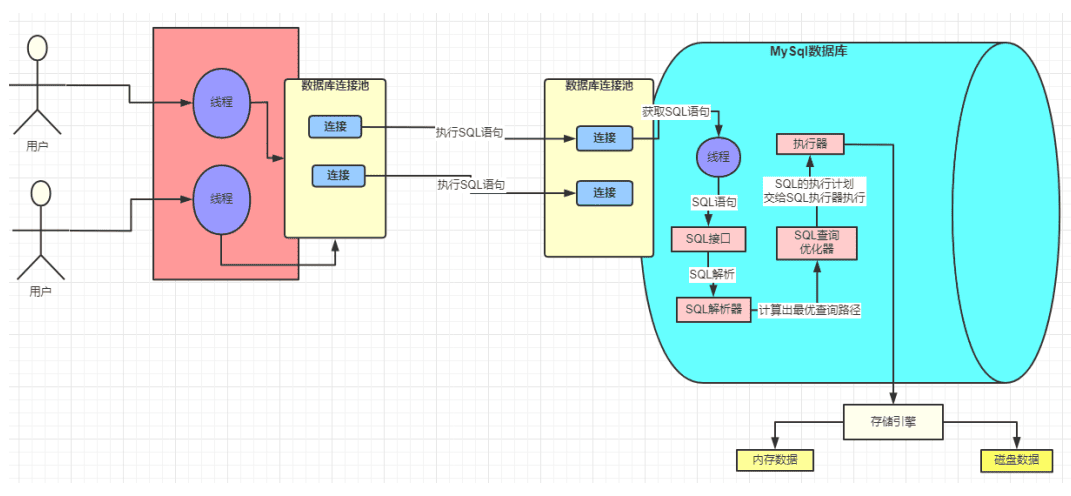 MySql数据库
用户
线程
数据库连接池
连接
执行SQL语句
数据库连接池
连接
获取SQL语句
线程
执行器
SQL的执行计划
交给SQL执行器执行
用户
线程
连接
执行SQL语句
连接
SQL语句
SQL接口
SQL查询
优化器
SQL解析
SQL解析器
计算出最优查询路径
存储引擎
内存数据
磁盘数据